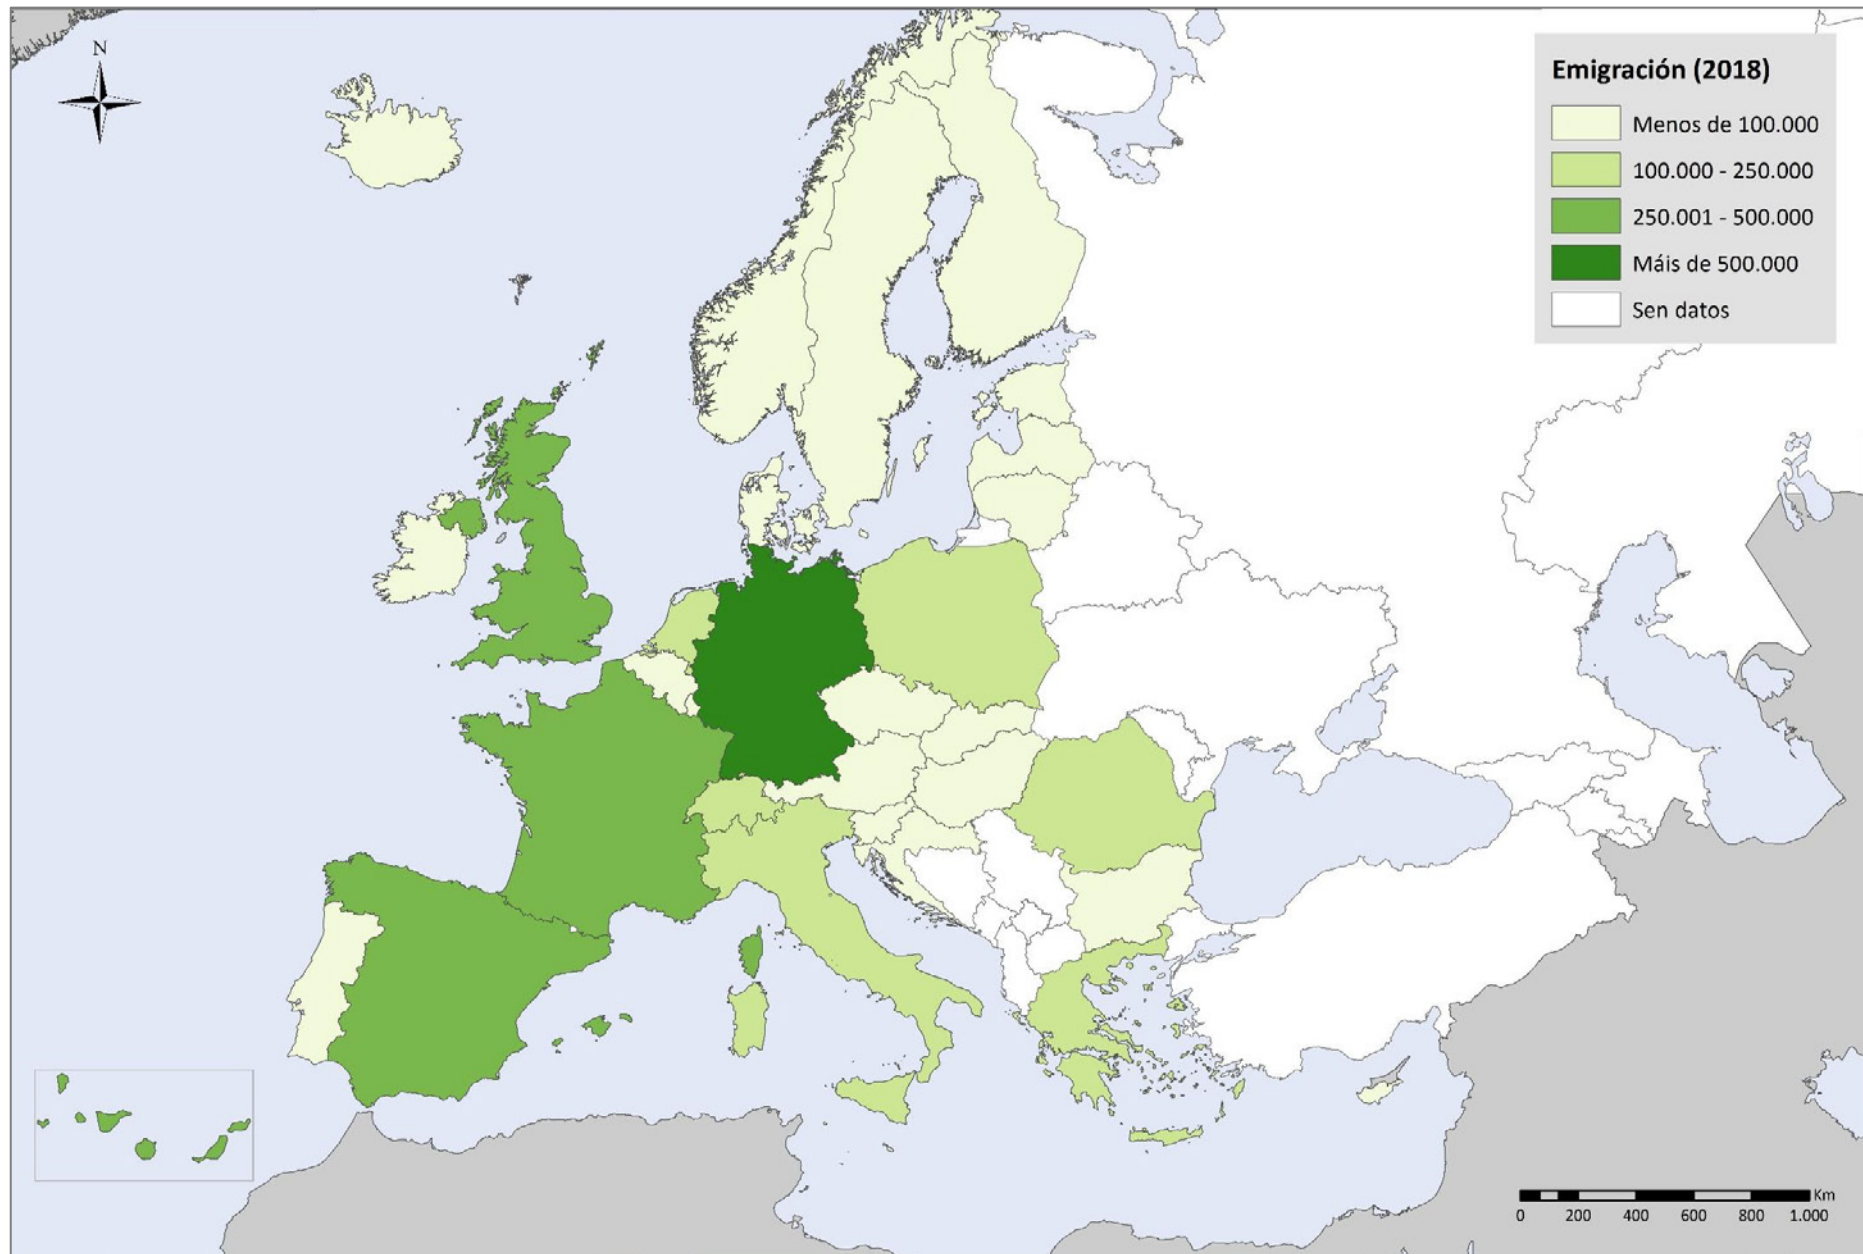 N
Emigración (2018)
Menos de 100.000
100.000 - 250.000
250.001 - 500.000
Máis de 500.000
Sen datos
Km
0 200 400 600 800 1.000